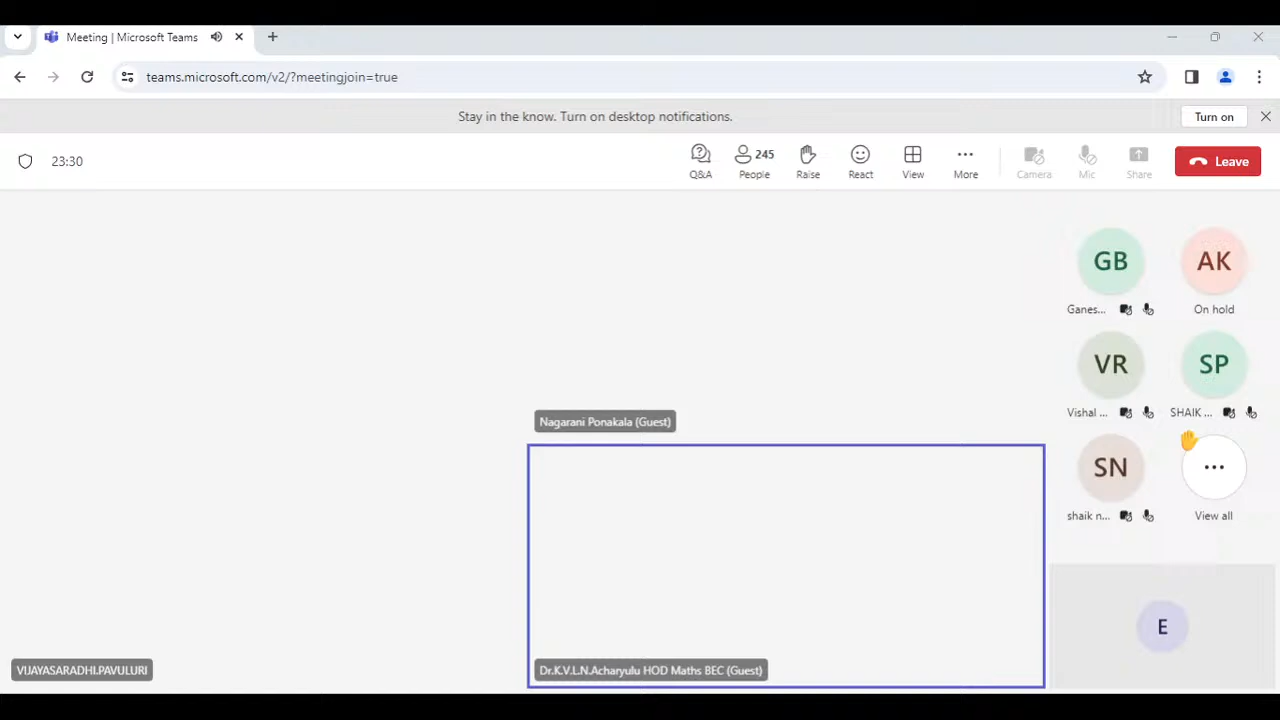 Meeting | Microsoft Teams
teams.microsoft.com/v2/?meetingjoin=true
Stay in the know. Turn on desktop notifications.
Turn on
23:30
Q&A
245
People
Raise
React
View
More
Camera
Mic
Share
Leave
GB
AK
Ganes...
On hold
VR
SP
Vishal ...
SHAIK ...
Nagarani Ponakala (Guest)
SN
shaik n...
View all
E
VIJAYASARADHI.PAVULURI
Dr.K.V.L.N.Acharyulu HOD Maths BEC (Guest)